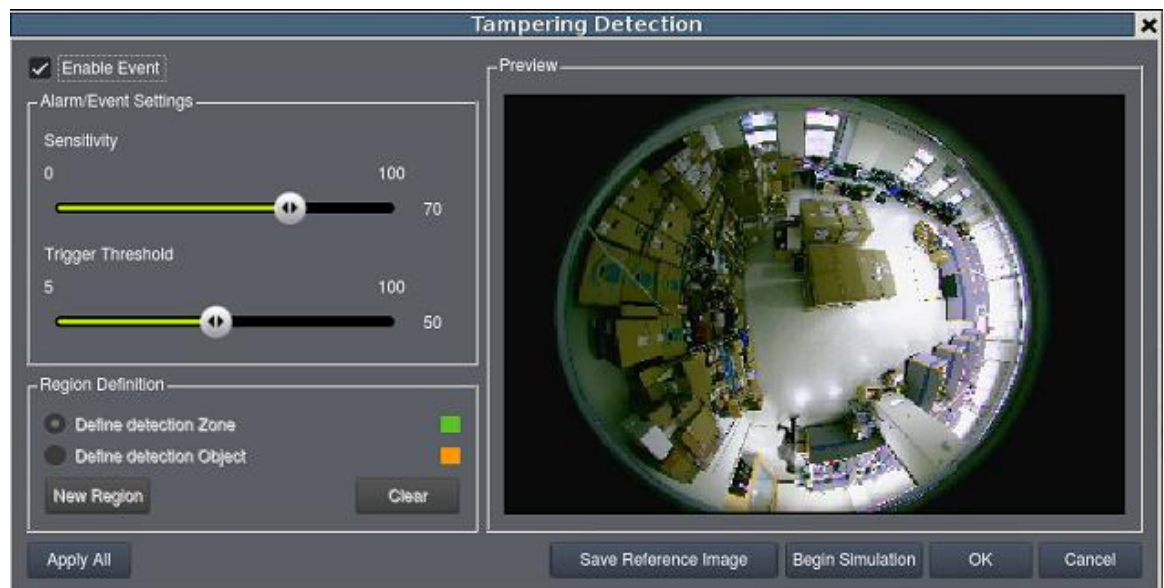 Tampering Detection
Enable Event
Alarm/Event Settings
Sensitivity
0 100
70
Trigger Threshold
5 100
50
Region Definition
Define detection Zone
Define detection Object
New Region Clear
Preview
Apply All Save Reference Image Begin Simulation OK Cancel